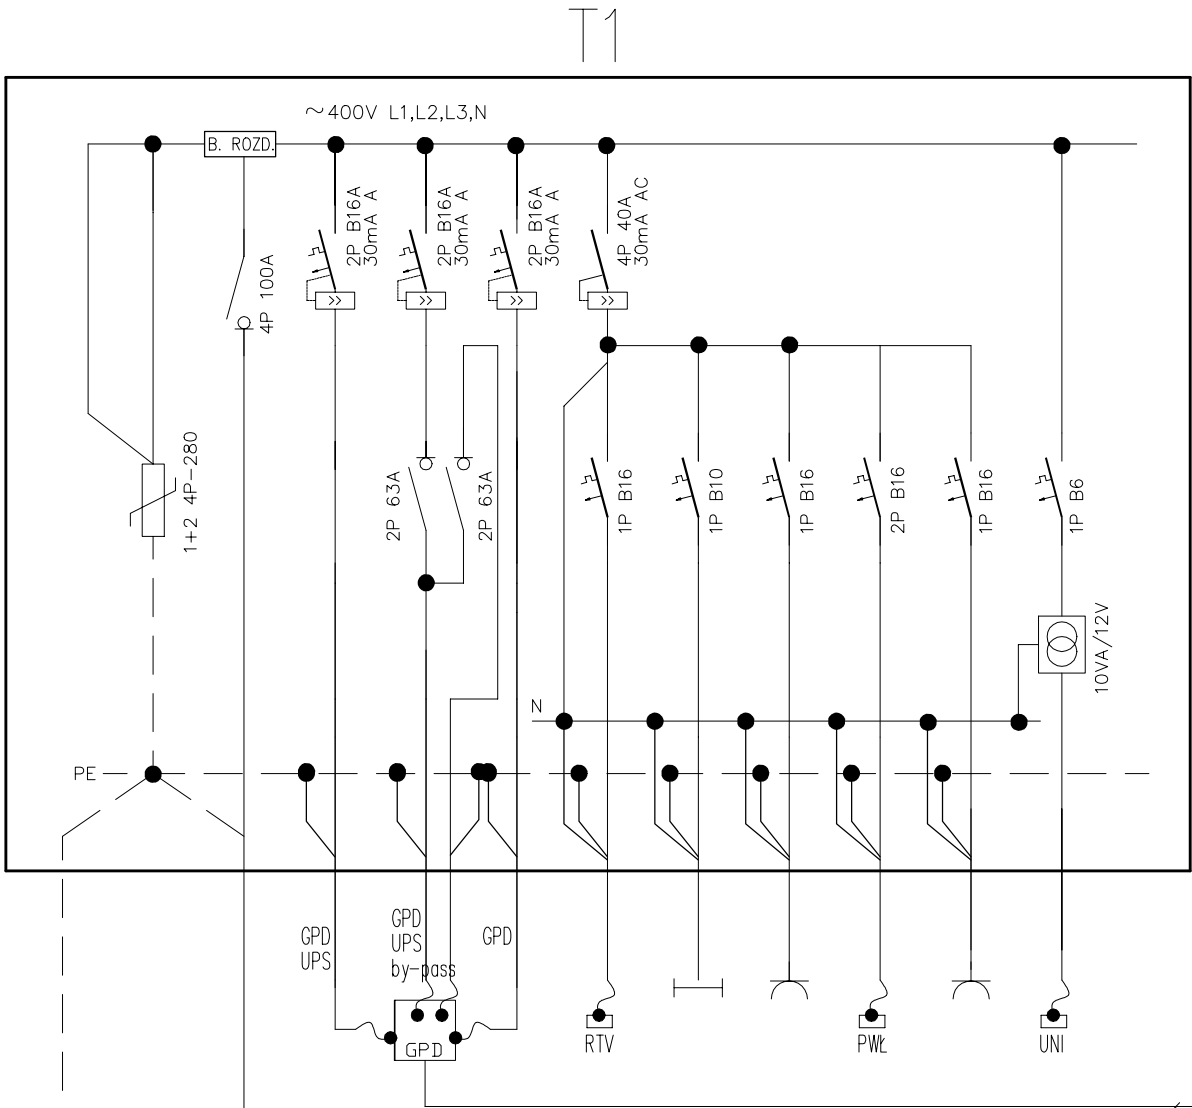 T1
~400V L1,L2,L3,N
B. ROZD.
4P 100A
2P B16A
30mA A
2P B16A
30mA A
2P B16A
30mA A
4P 40A
30mA AC
1+2 4P-280
2P 63A
2P 63A
1P B16
1P B10
1P B16
2P B16
1P B16
1P B6
10VA/12V
N
PE
GPD
UPS
GPD
UPS
by-pass
GPD
GPD
RTV
PWŁ
UNI